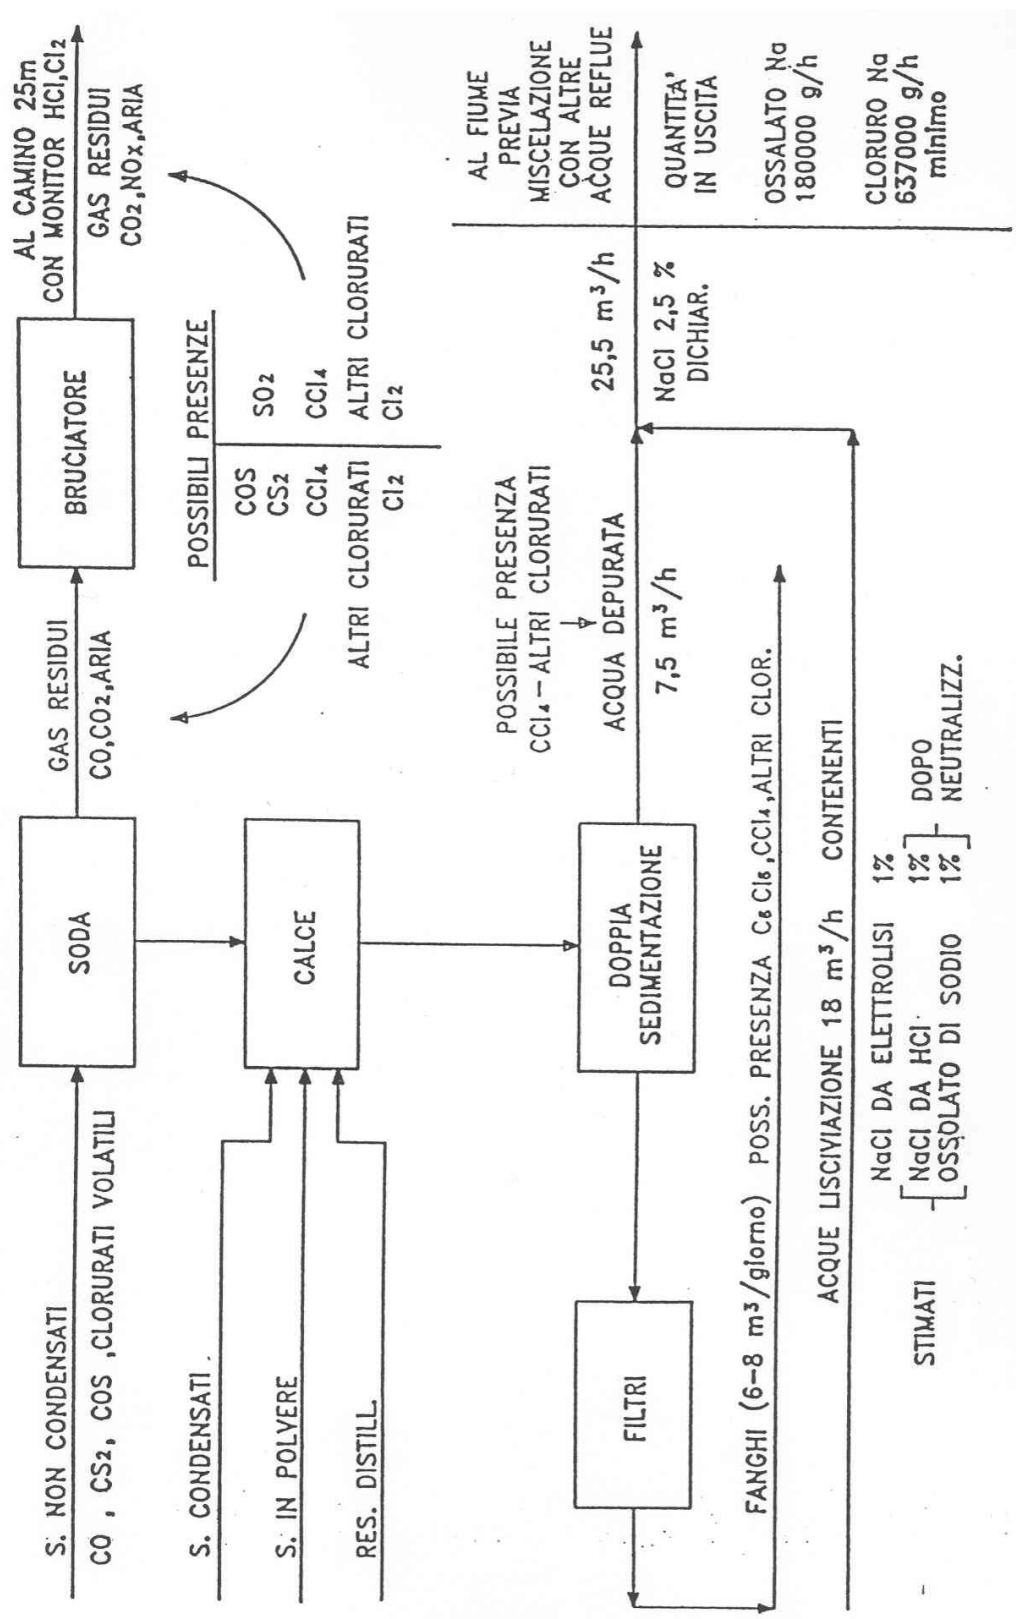 S. NON CONDENSATI
CO , CS2, COS ,CLORURATI VOLATILI
SODA
GAS RESIDUI
CO,CO2,ARIA
BRUCIATORE
AL CAMINO 25m
CON MONITOR HCl,Cl2
GAS RESIDUI
CO2,NOx,ARIA
POSSIBILI PRESENZE
COS
CS2
CCl4
ALTRI CLORURATI
Cl2
SO2
CCl4
ALTRI CLORURATI
Cl2
S. CONDENSATI
S. IN POLVERE
RES. DISTILL.
CALCE
DOPPIA
SEDIMENTAZIONE
FILTRI
POSSIBILE PRESENZA
CCl4-ALTRI CLORURATI
ACQUA DEPURATA
7,5 m³/h
25,5 m³/h
NaCl 2,5 %
DICHIAR.
AL FIUME
PREVIA
MISCELAZIONE
CON ALTRE
ACQUE REFLUE
QUANTITA'
IN USCITA
OSSALATO Na
180000 g/h
CLORURO Na
637000 g/h
minimo
FANGHI (6-8 m³/giorno) POSS. PRESENZA C6Cl6,CCl4,ALTRI CLOR.
ACQUE LISCIVIAZIONE 18 m³/h CONTENENTI
NaCl DA ELETTROLISI 1%
STIMATI
NaCl DA HCl 1%
OSSOLATO DI SODIO 1%
DOPO
NEUTRALIZZ.